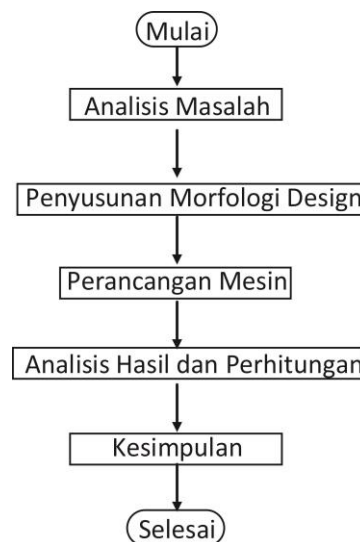 Mulai
Analisis Masalah
Penyusunan Morfologi Design
Perancangan Mesin
Analisis Hasil dan Perhitungan
Kesimpulan
Selesai